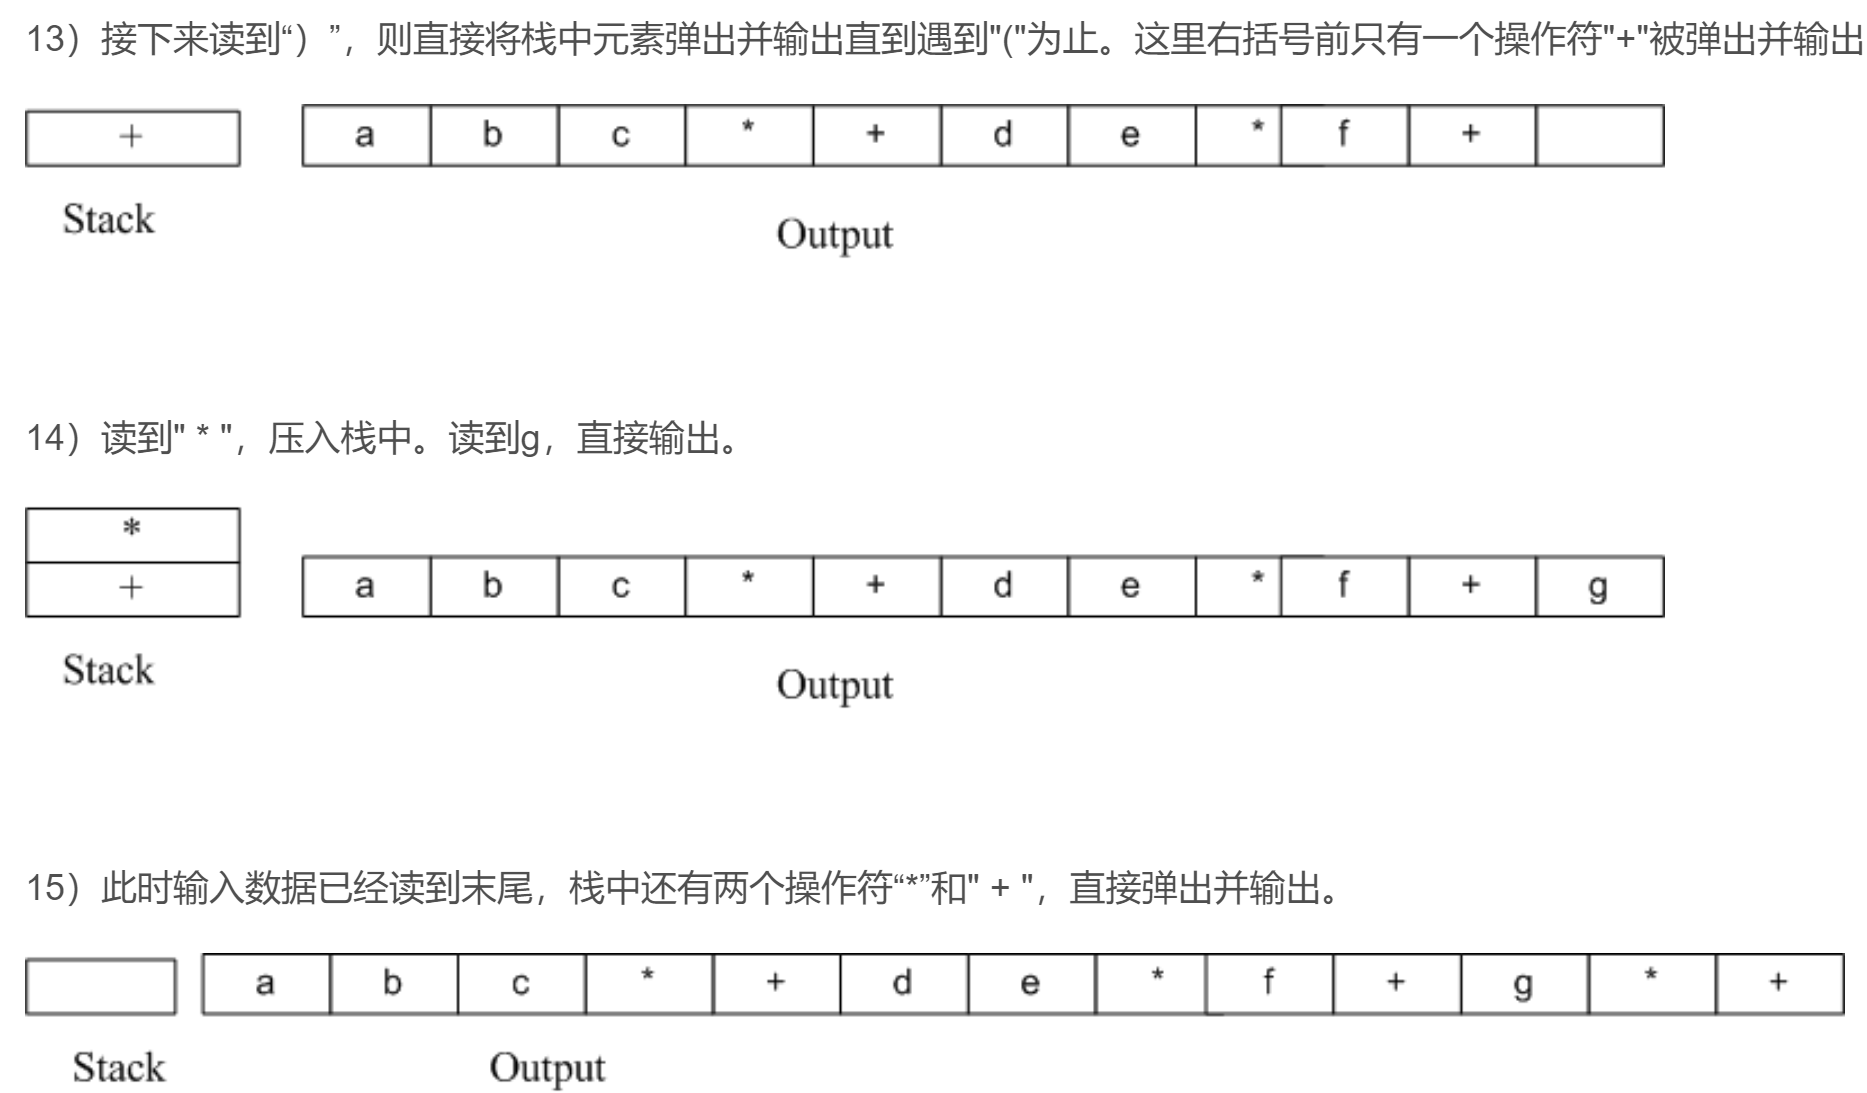 13）接下来读到“）”，则直接将栈中元素弹出并输出直到遇到"("为止。这里右括号前只有一个操作符"+"被弹出并输出
+ a b c * + d e * f +
Stack
Output
14）读到" * "，压入栈中。读到g，直接输出。
*
+ a b c * + d e * f + g
Stack
Output
15）此时输入数据已经读到末尾，栈中还有两个操作符“*”和" + "，直接弹出并输出。
a b c * + d e * f + g * +
Stack Output